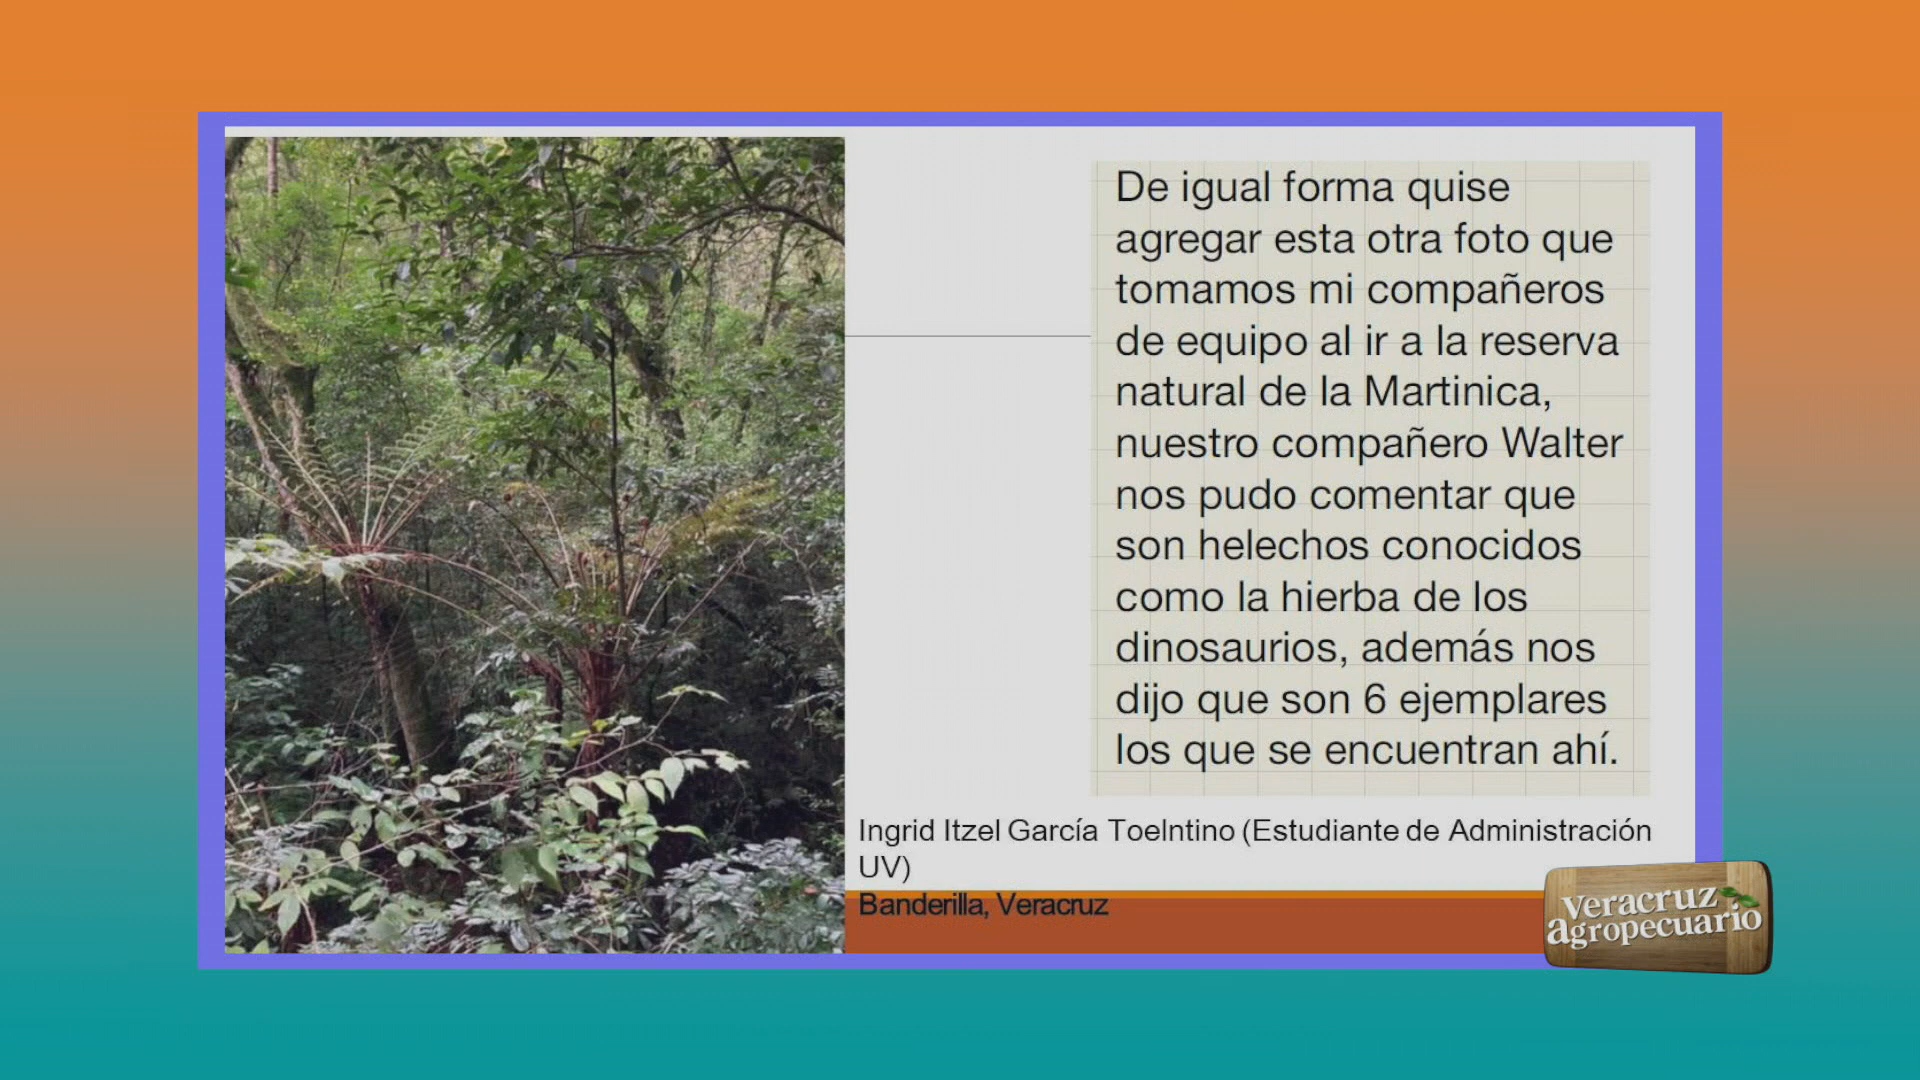 De igual forma quise
agregar esta otra foto que
tomamos mi compañeros
de equipo al ir a la reserva
natural de la Martinica,
nuestro compañero Walter
nos pudo comentar que
son helechos conocidos
como la hierba de los
dinosaurios, además nos
dijo que son 6 ejemplares
los que se encuentran ahí.
Ingrid Itzel García Toelntino (Estudiante de Administración
UV)
Banderilla, Veracruz
veracruz
agropecuario